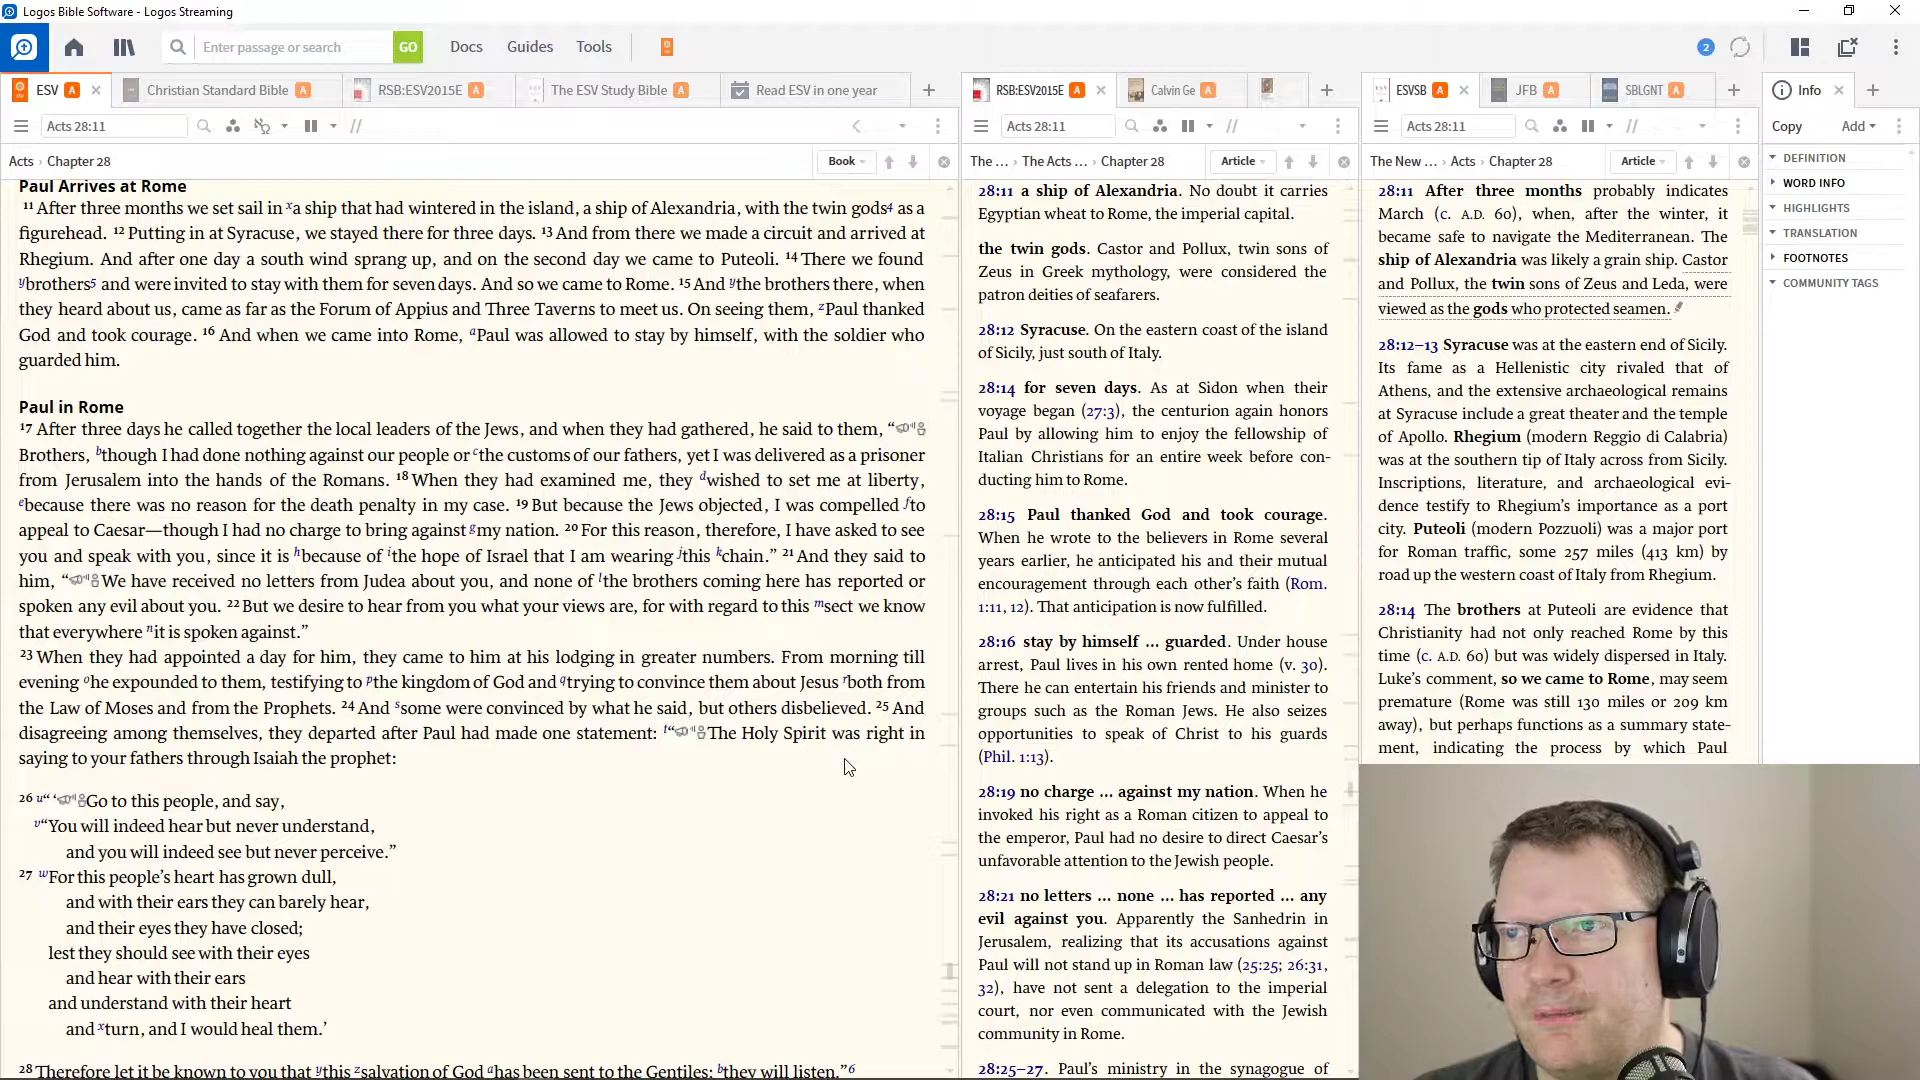 Logos Bible Software - Logos Streaming
Enter passage or search
GO
Docs
Guides
Tools
2
ESV A
Christian Standard Bible A
RSB:ESV2015E A
The ESV Study Bible A
Read ESV in one year
RSB:ESV2015E A
Calvin Ge A
ESVSB A
JFB A
SBLGNT A
Info
Acts 28:11
Acts 28:11
Acts 28:11
Copy
Add
Acts › Chapter 28
Book
The ... › The Acts ... › Chapter 28
Article
The New ... › Acts › Chapter 28
Article
Paul Arrives at Rome
11 After three months we set sail in x a ship that had wintered in the island, a ship of Alexandria, with the twin gods4 as a
figurehead. 12 Putting in at Syracuse, we stayed there for three days. 13 And from there we made a circuit and arrived at
Rhegium. And after one day a south wind sprang up, and on the second day we came to Puteoli. 14 There we found
y brothers5 and were invited to stay with them for seven days. And so we came to Rome. 15 And y the brothers there, when
they heard about us, came as far as the Forum of Appius and Three Taverns to meet us. On seeing them, z Paul thanked
God and took courage. 16 And when we came into Rome, a Paul was allowed to stay by himself, with the soldier who
guarded him.
Paul in Rome
17 After three days he called together the local leaders of the Jews, and when they had gathered, he said to them, “
Brothers, b though I had done nothing against our people or c the customs of our fathers, yet I was delivered as a prisoner
from Jerusalem into the hands of the Romans. 18 When they had examined me, they d wished to set me at liberty,
e because there was no reason for the death penalty in my case. 19 But because the Jews objected, I was compelled f to
appeal to Caesar—though I had no charge to bring against g my nation. 20 For this reason, therefore, I have asked to see
you and speak with you, since it is h because of i the hope of Israel that I am wearing j this k chain.” 21 And they said to
him, “We have received no letters from Judea about you, and none of l the brothers coming here has reported or
spoken any evil about you. 22 But we desire to hear from you what your views are, for with regard to this m sect we know
that everywhere n it is spoken against.”
23 When they had appointed a day for him, they came to him at his lodging in greater numbers. From morning till
evening o he expounded to them, testifying to p the kingdom of God and q trying to convince them about Jesus r both from
the Law of Moses and from the Prophets. 24 And s some were convinced by what he said, but others disbelieved. 25 And
disagreeing among themselves, they departed after Paul had made one statement: t “The Holy Spirit was right in
saying to your fathers through Isaiah the prophet:
26 u “ ‘Go to this people, and say,
v “You will indeed hear but never understand,
and you will indeed see but never perceive.”
27 w For this people’s heart has grown dull,
and with their ears they can barely hear,
and their eyes they have closed;
lest they should see with their eyes
and hear with their ears
and understand with their heart
and x turn, and I would heal them.’
28 Therefore let it be known to you that y this z salvation of God a has been sent to the Gentiles; b they will listen.” 6
28:11 a ship of Alexandria. No doubt it carries
Egyptian wheat to Rome, the imperial capital.
the twin gods. Castor and Pollux, twin sons of
Zeus in Greek mythology, were considered the
patron deities of seafarers.
28:12 Syracuse. On the eastern coast of the island
of Sicily, just south of Italy.
28:14 for seven days. As at Sidon when their
voyage began (27:3), the centurion again honors
Paul by allowing him to enjoy the fellowship of
Italian Christians for an entire week before con-
ducting him to Rome.
28:15 Paul thanked God and took courage.
When he wrote to the believers in Rome several
years earlier, he anticipated his and their mutual
encouragement through each other’s faith (Rom.
1:11, 12). That anticipation is now fulfilled.
28:16 stay by himself ... guarded. Under house
arrest, Paul lives in his own rented home (v. 30).
There he can entertain his friends and minister to
groups such as the Roman Jews. He also seizes
opportunities to speak of Christ to his guards
(Phil. 1:13).
28:19 no charge ... against my nation. When he
invoked his right as a Roman citizen to appeal to
the emperor, Paul had no desire to direct Caesar’s
unfavorable attention to the Jewish people.
28:21 no letters ... none ... has reported ... any
evil against you. Apparently the Sanhedrin in
Jerusalem, realizing that its accusations against
Paul will not stand up in Roman law (25:25; 26:31,
32), have not sent a delegation to the imperial
court, nor even communicated with the Jewish
community in Rome.
28:25–27. Paul’s ministry in the synagogue of
28:11 After three months probably indicates
March (c. A.D. 60), when, after the winter, it
became safe to navigate the Mediterranean. The
ship of Alexandria was likely a grain ship. Castor
and Pollux, the twin sons of Zeus and Leda, were
viewed as the gods who protected seamen.
28:12–13 Syracuse was at the eastern end of Sicily.
Its fame as a Hellenistic city rivaled that of
Athens, and the extensive archaeological remains
at Syracuse include a great theater and the temple
of Apollo. Rhegium (modern Reggio di Calabria)
was at the southern tip of Italy across from Sicily.
Inscriptions, literature, and archaeological evi-
dence testify to Rhegium’s importance as a port
city. Puteoli (modern Pozzuoli) was a major port
for Roman traffic, some 257 miles (413 km) by
road up the western coast of Italy from Rhegium.
28:14 The brothers at Puteoli are evidence that
Christianity had not only reached Rome by this
time (c. A.D. 60) but was widely dispersed in Italy.
Luke’s comment, so we came to Rome, may seem
premature (Rome was still 130 miles or 209 km
away), but perhaps functions as a summary state-
ment, indicating the process by which Paul
DEFINITION
WORD INFO
HIGHLIGHTS
TRANSLATION
FOOTNOTES
COMMUNITY TAGS